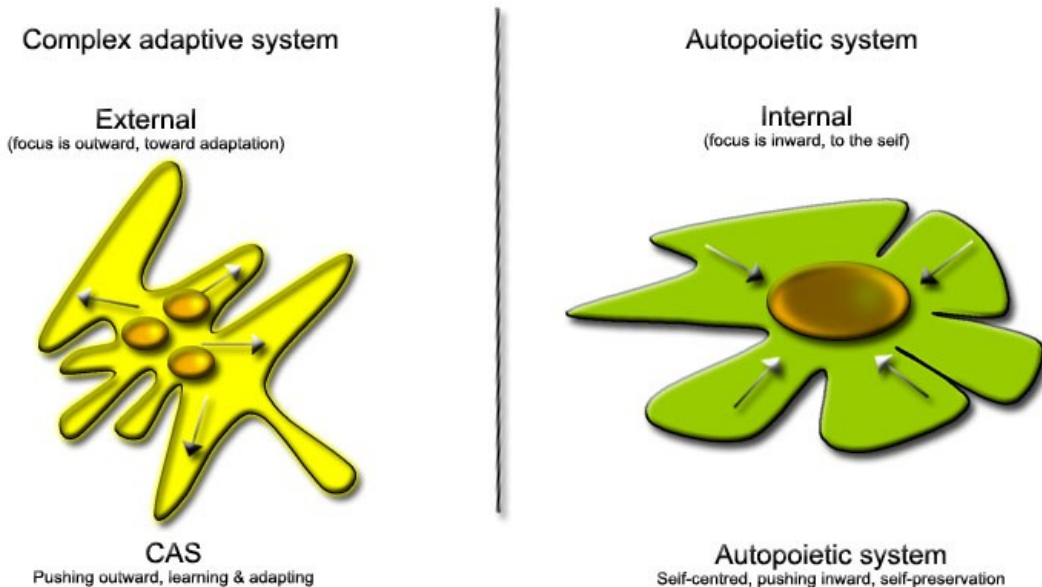 Complex adaptive system
External
(focus is outward, toward adaptation)
CAS
Pushing outward, learning & adapting
Autopoietic system
Internal
(focus is inward, to the self)
Autopoietic system
Self-centred, pushing inward, self-preservation